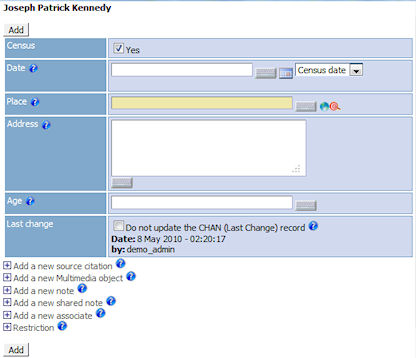 Joseph Patrick Kennedy
Add
Census Yes
Date Census date
Place
Address
Age
Last change Do not update the CHAN (Last Change) record
Date: 8 May 2010 - 02:20:17
by: demo_admin
Add a new source citation
Add a new Multimedia object
Add a new note
Add a new shared note
Add a new associate
Restriction
Add